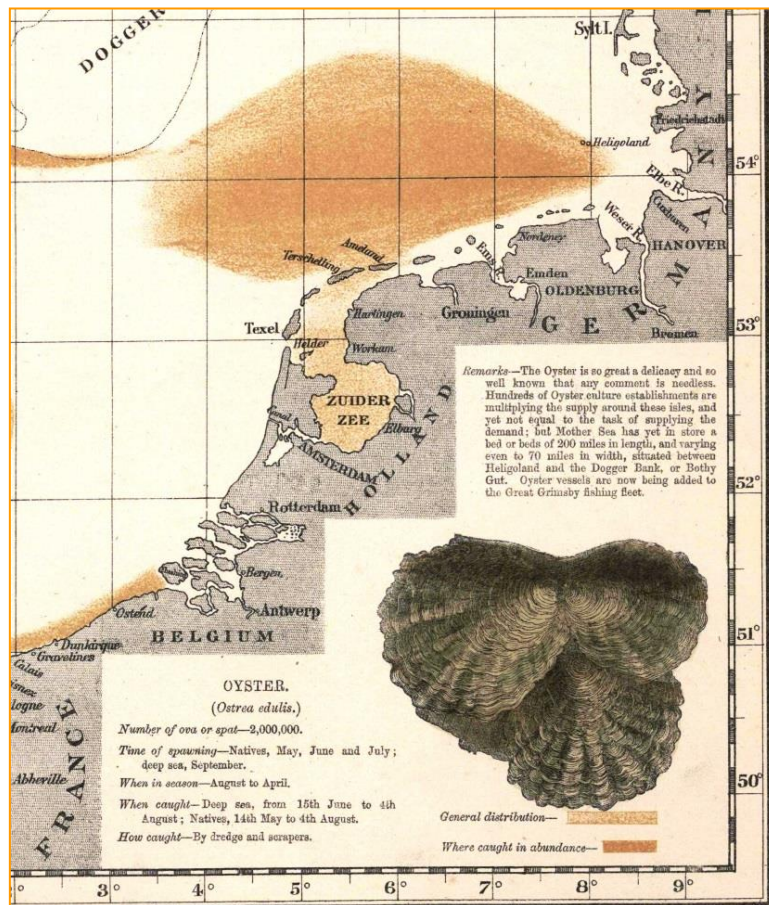 DOGGER
Sylt I.
Friedrichstadt
Heligoland
54°
Elbe R.
Cuxhaven
Weser R.
HANOVER
GERMANY
Norderney
Ameland
Terschelling
Ems R.
Emden
OLDENBURG
Harlingen
Groningen
GERM
Bremen
53°
Texel
Helder
Workum
ZUIDER
ZEE
Elburg
Canal
AMSTERDAM
HOLLAND
Remarks—The Oyster is so great a delicacy and so
well known that any comment is needless.
Hundreds of Oyster culture establishments are
multiplying the supply around these isles, and
yet not equal to the task of supplying the
demand; but Mother Sea has yet in store a
bed or beds of 200 miles in length, and varying
even to 70 miles in width, situated between
Heligoland and the Dogger Bank, or Bothy
Gut. Oyster vessels are now being added to
the Great Grimsby fishing fleet.
52°
Rotterdam
Bergen
Ostend
Antwerp
BELGIUM
51°
Dunkirque
Gravelines
Calais
isnex
logne
Montreal
Abbeville
FRANCE
OYSTER.
(Ostrea edulis.)
Number of ova or spat—2,000,000.
Time of spawning—Natives, May, June and July;
deep sea, September.
When in season—August to April.
When caught—Deep sea, from 15th June to 4th
August; Natives, 14th May to 4th August.
How caught—By dredge and scrapers.
50°
General distribution—
Where caught in abundance—
2° 3° 4° 5° 6° 7° 8° 9°